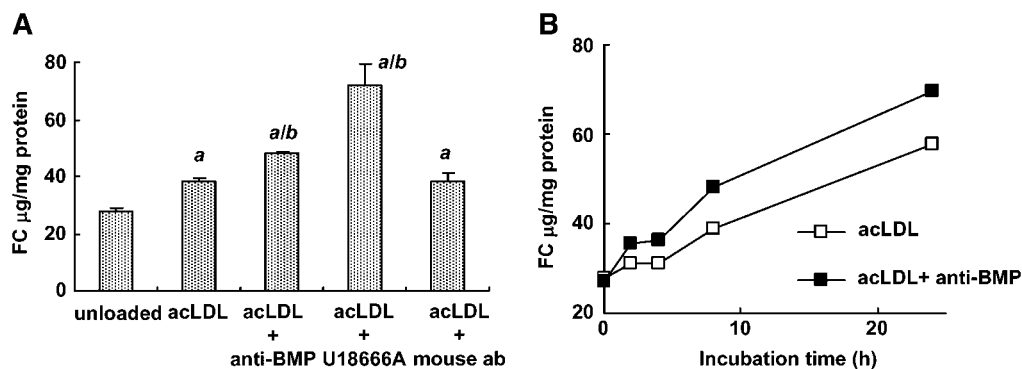 A
FC µg/mg protein
80
60
40
20
0
a
a/b
a/b
a
unloaded acLDL acLDL acLDL acLDL
+ + +
anti-BMP U18666A mouse ab
B
FC µg/mg protein
80
60
40
20
0 10 20
Incubation time (h)
acLDL
acLDL+ anti-BMP